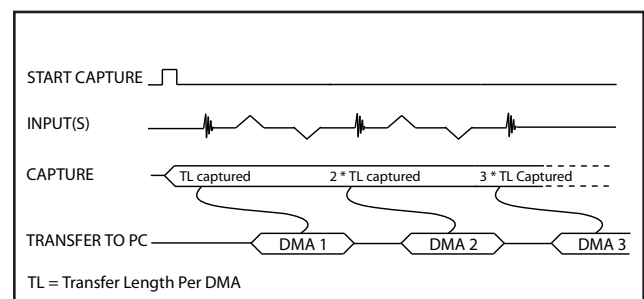 START CAPTURE
INPUT(S)
CAPTURE TL captured 2 * TL captured 3 * TL Captured
TRANSFER TO PC DMA 1 DMA 2 DMA 3
TL = Transfer Length Per DMA